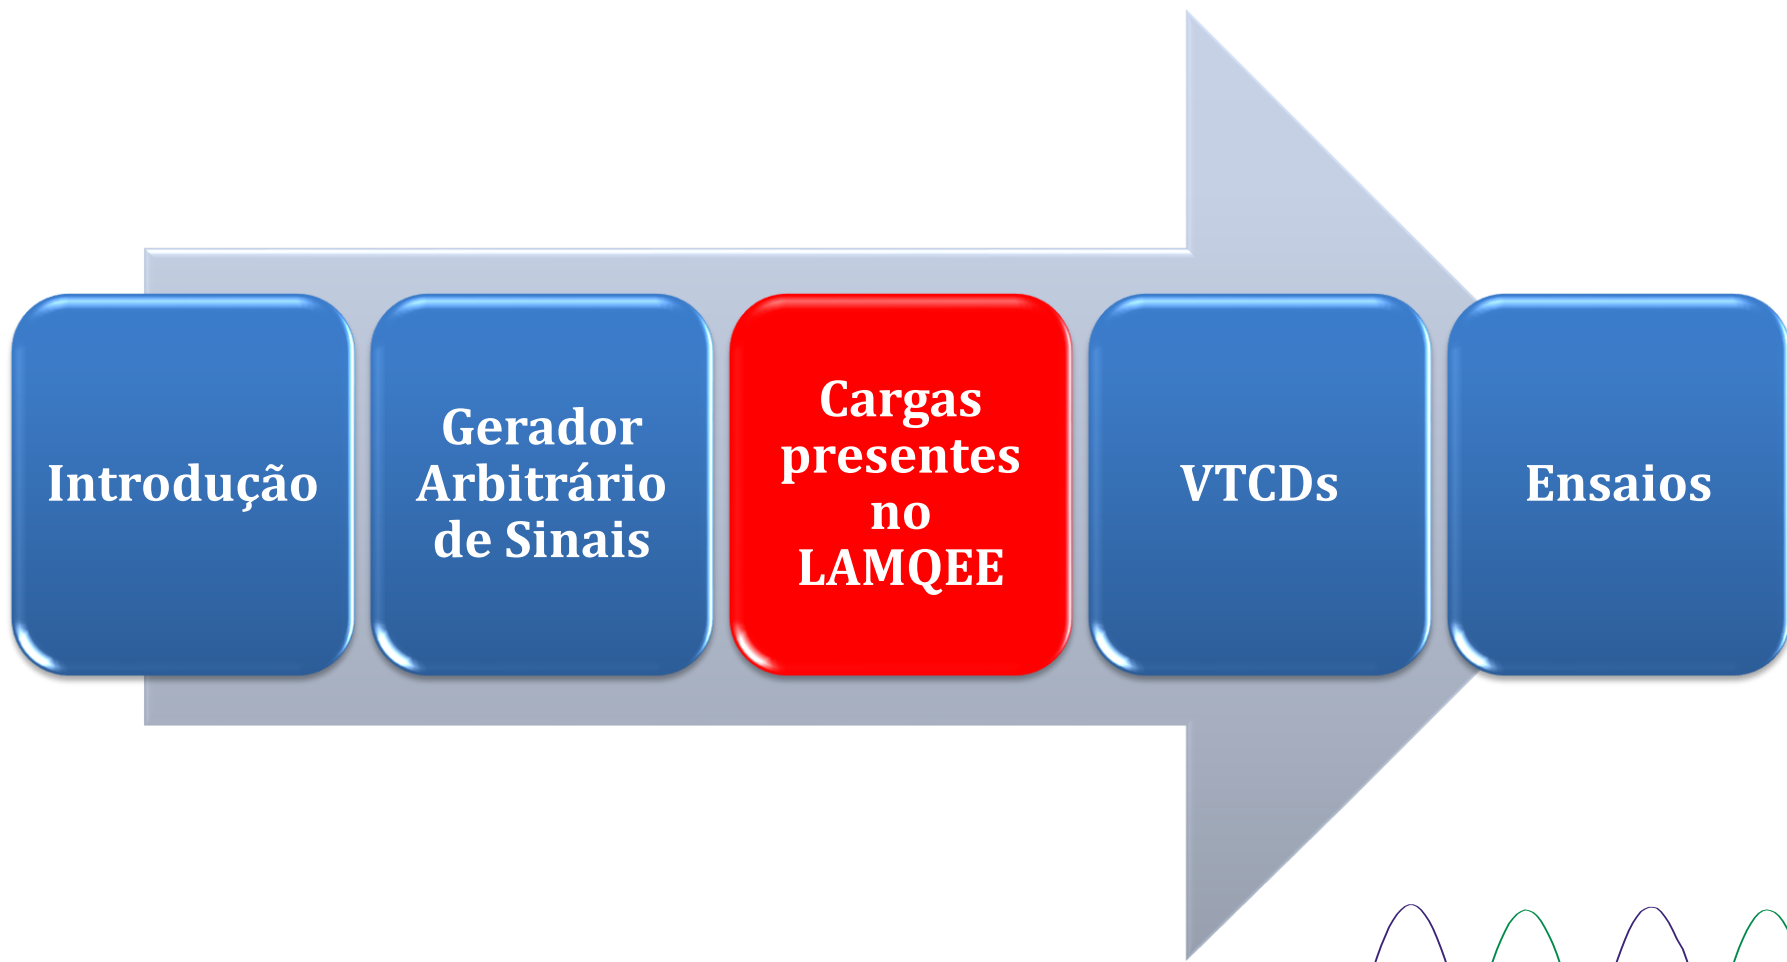 Introdução
Gerador
Arbitrário
de Sinais
Cargas
presentes
no
LAMQEE
VTCDs
Ensaios